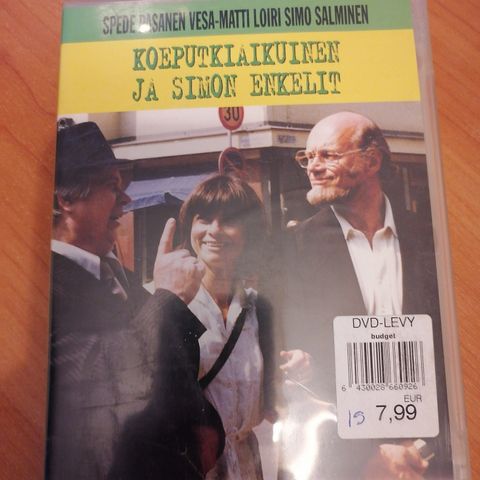 SPEDE PASANEN VESA-MATTI LOIRI SIMO SALMINEN
KOEPUTKIAIKUINEN
JA SIMON ENKELIT
30
DVD-LEVY
budget
6 430028 660926
EUR
19 7,99